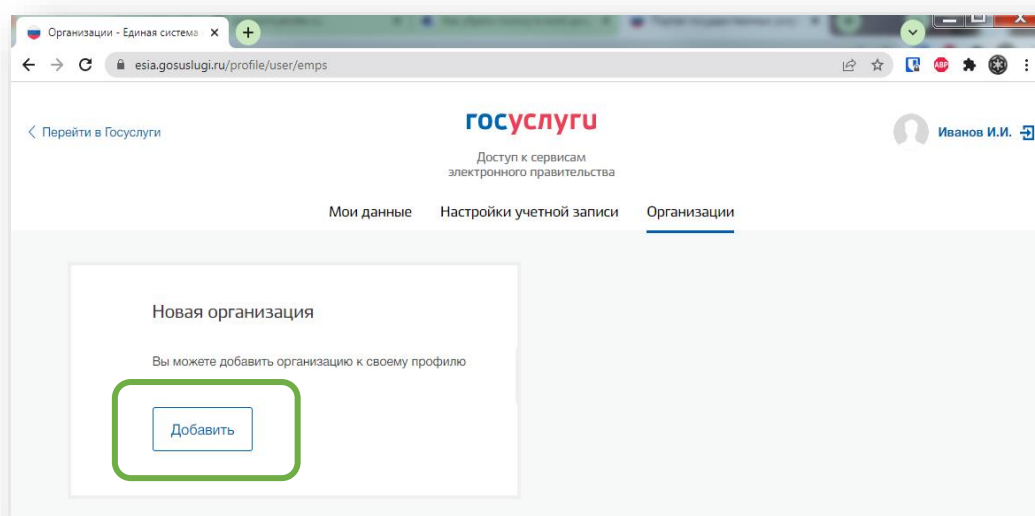 Организации - Единая система
esia.gosuslugi.ru/profile/user/emps
ABP
Перейти в Госуслуги
госуслуги
Иванов И.И.
Доступ к сервисам
электронного правительства
Мои данные
Настройки учетной записи
Организации
Новая организация
Вы можете добавить организацию к своему профилю
Добавить